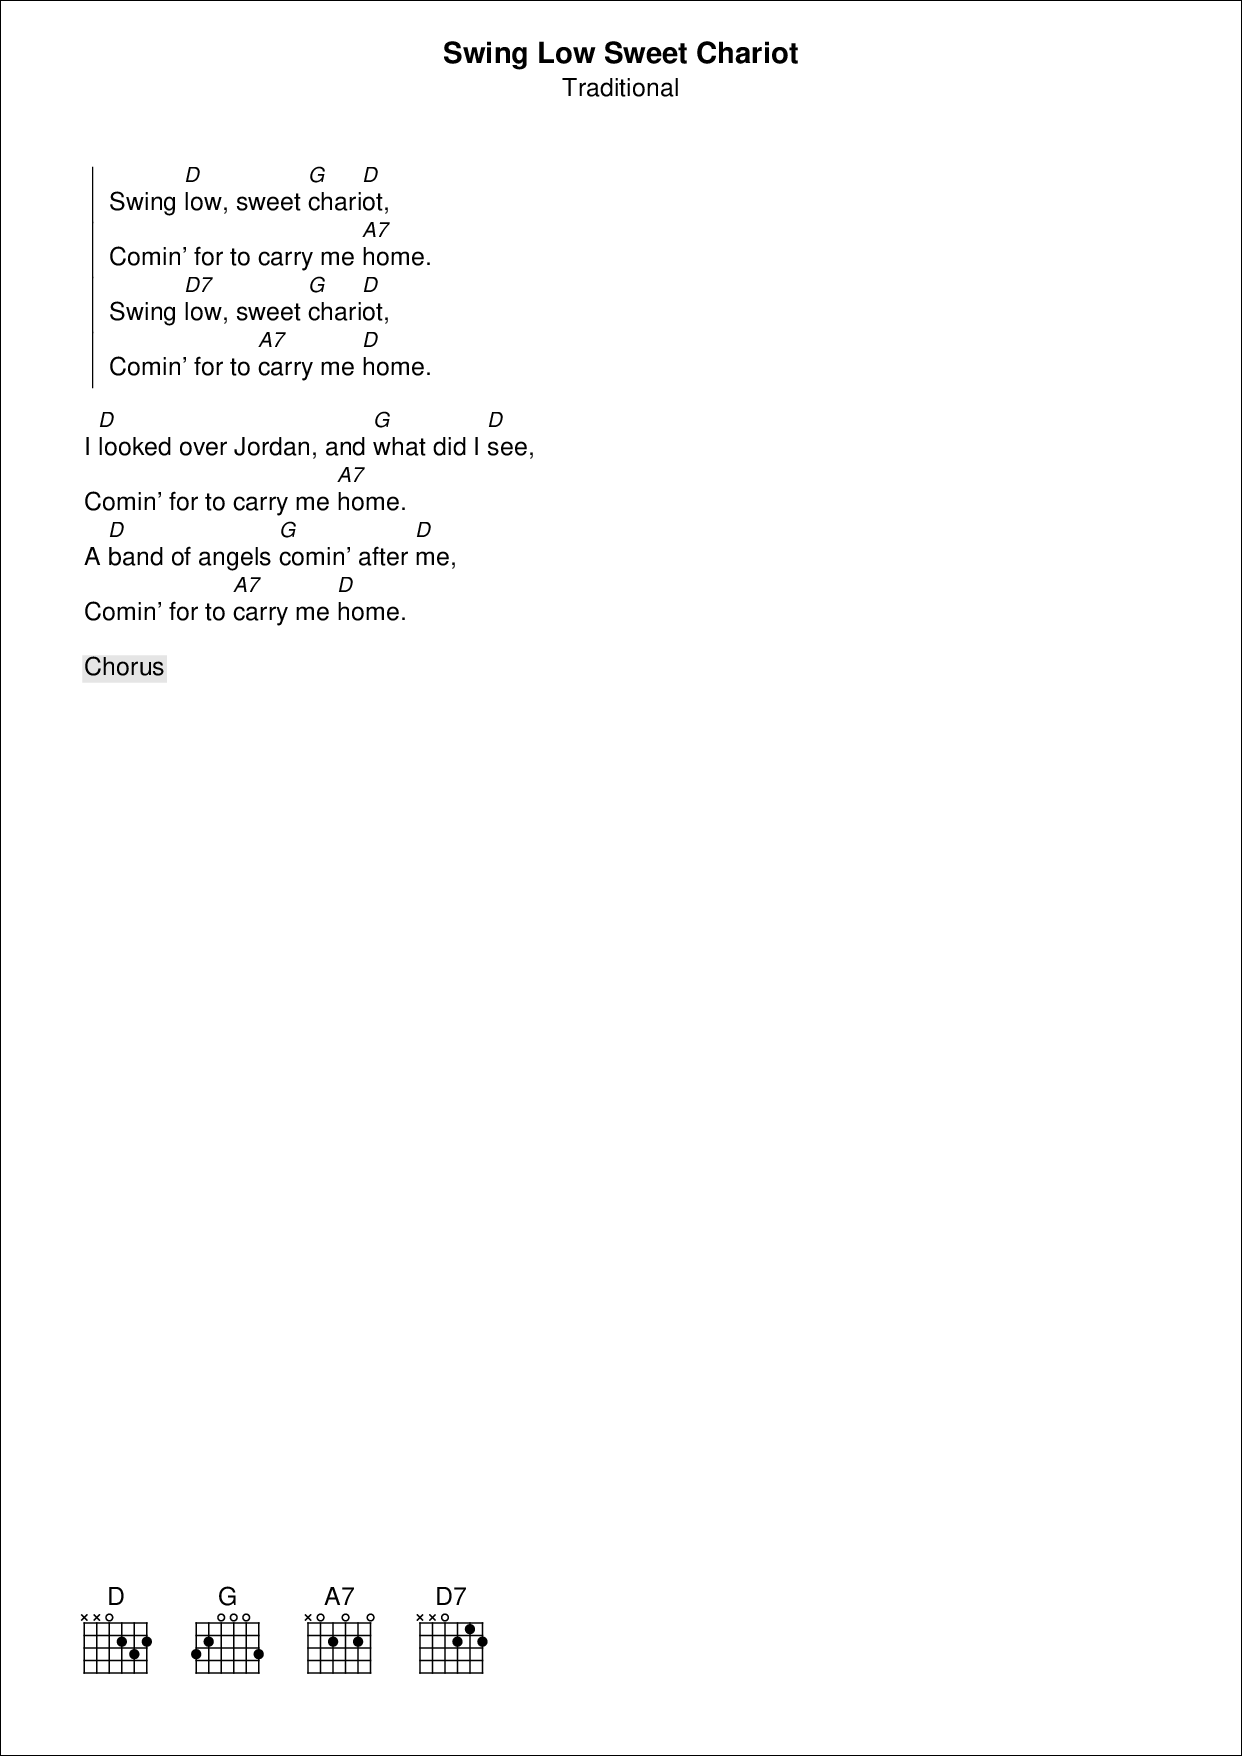 Swing Low Sweet Chariot
Traditional
D G D
Swing low, sweet chariot,
A7
Comin' for to carry me home.
D7 G D
Swing low, sweet chariot,
A7 D
Comin' for to carry me home.
D G D
I looked over Jordan, and what did I see,
A7
Comin' for to carry me home.
D G D
A band of angels comin' after me,
A7 D
Comin' for to carry me home.
Chorus
D G A7 D7